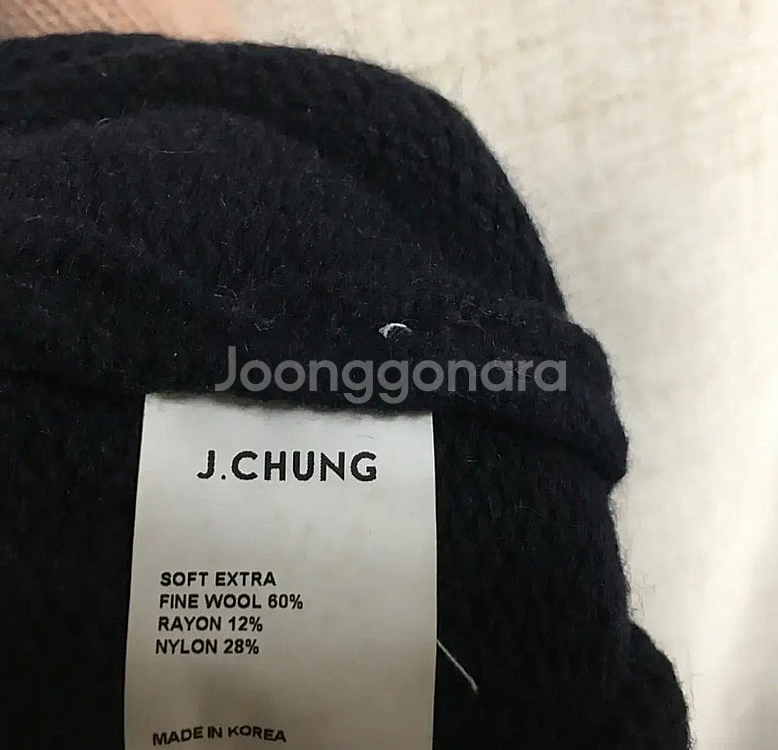 Joonggonara
J.CHUNG
SOFT EXTRA
FINE WOOL 60%
RAYON 12%
NYLON 28%
MADE IN KOREA